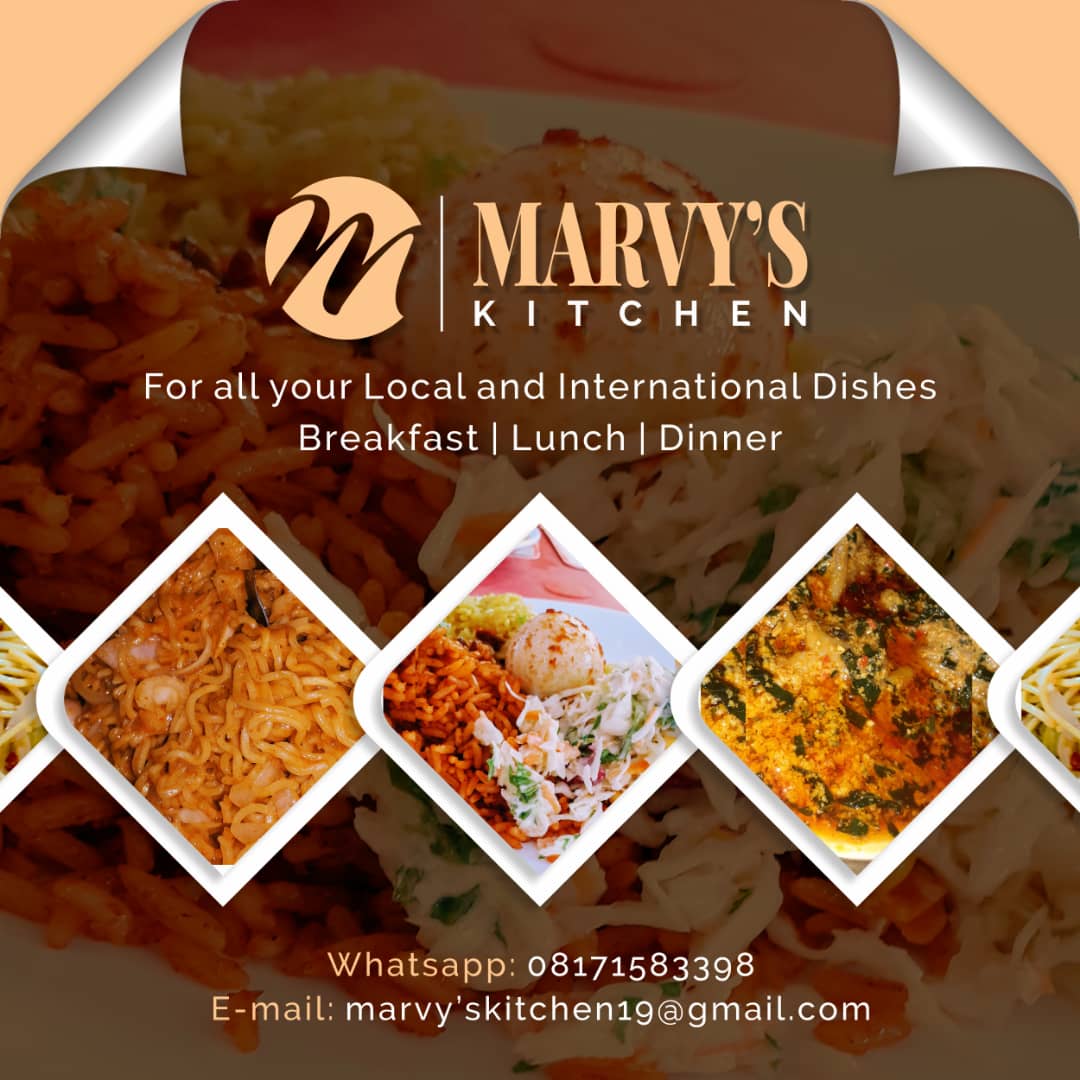 MARVY'S
KITCHEN
For all your Local and International Dishes
Breakfast | Lunch | Dinner
Whatsapp: 08171583398
E-mail: marvy'skitchen19@gmail.com